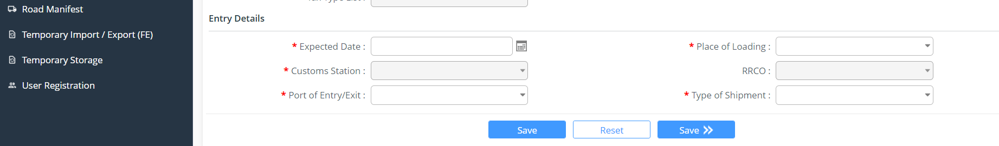 Road Manifest
Temporary Import / Export (FE)
Temporary Storage
User Registration
Entry Details
* Expected Date :
* Place of Loading :
* Customs Station :
RRCO :
* Port of Entry/Exit :
* Type of Shipment :
Save
Reset
Save